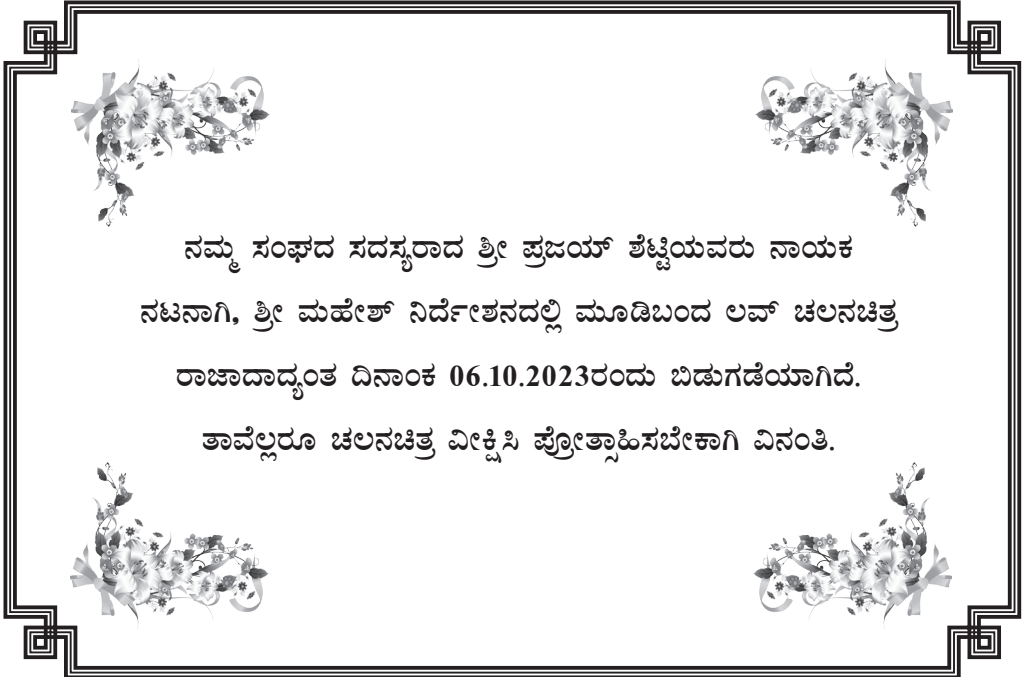 ನಮ್ಮ ಸಂಘದ ಸದಸ್ಯರಾದ ಶ್ರೀ ಪ್ರಜಯ್ ಶೆಟ್ಟಿಯವರು ನಾಯಕ
ನಟನಾಗಿ, ಶ್ರೀ ಮಹೇಶ್ ನಿರ್ದೇಶನದಲ್ಲಿ ಮೂಡಿಬಂದ ಲವ್ ಚಲನಚಿತ್ರ
ರಾಜಾದಾದ್ಯಂತ ದಿನಾಂಕ 06.10.2023ರಂದು ಬಿಡುಗಡೆಯಾಗಿದೆ.
ತಾವೆಲ್ಲರೂ ಚಲನಚಿತ್ರ ವೀಕ್ಷಿಸಿ ಪ್ರೋತ್ಸಾಹಿಸಬೇಕಾಗಿ ವಿನಂತಿ.